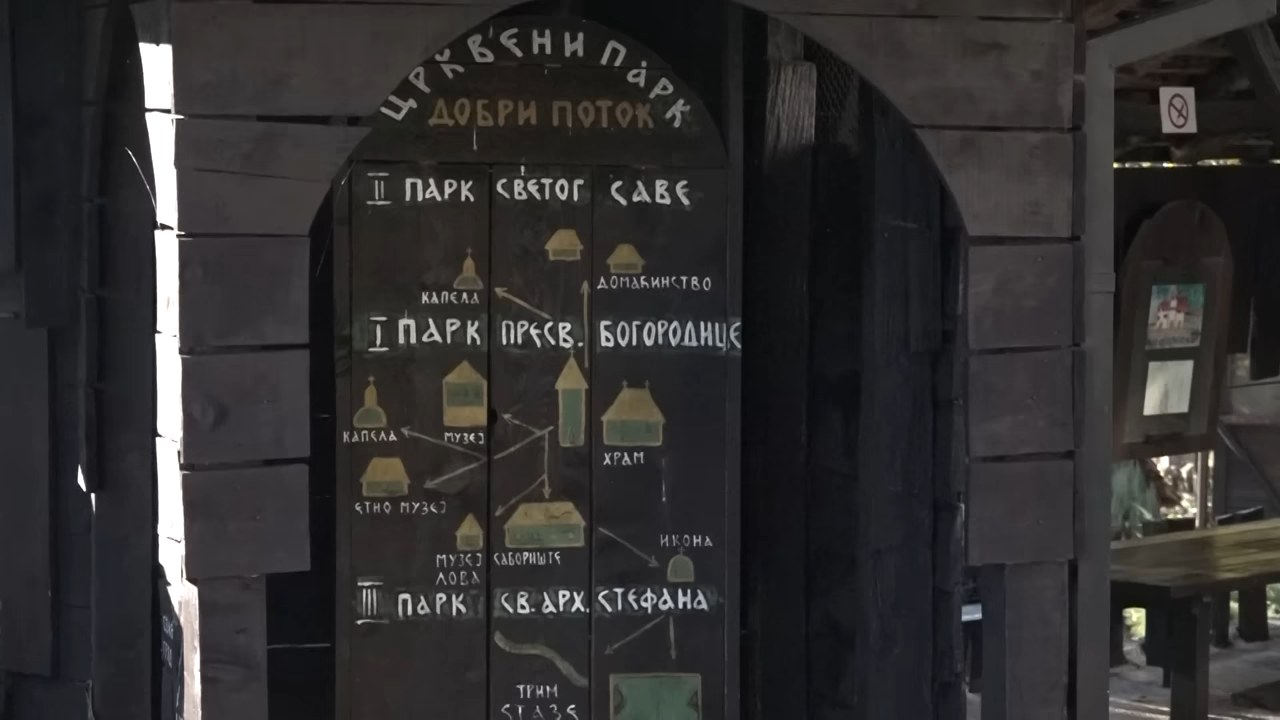 ЦРКВЕНИ ПАРК
ДОБРИ ПОТОК
II ПАРК СВЕТОГ САВЕ
ДОМАЋИНСТВО
КАПЕЛА
I ПАРК ПРЕСВ. БОГОРОДИЦЕ
КАПЕЛА
МУЗЕЈ
ХРАМ
ЕТНО МУЗЕЈ
ИКОНА
МУЗЕЈ
ЛОВА
САБОРИШТЕ
III ПАРК СВ. АРХ. СТЕФАНА
ТРИМ
СТАЗЕ